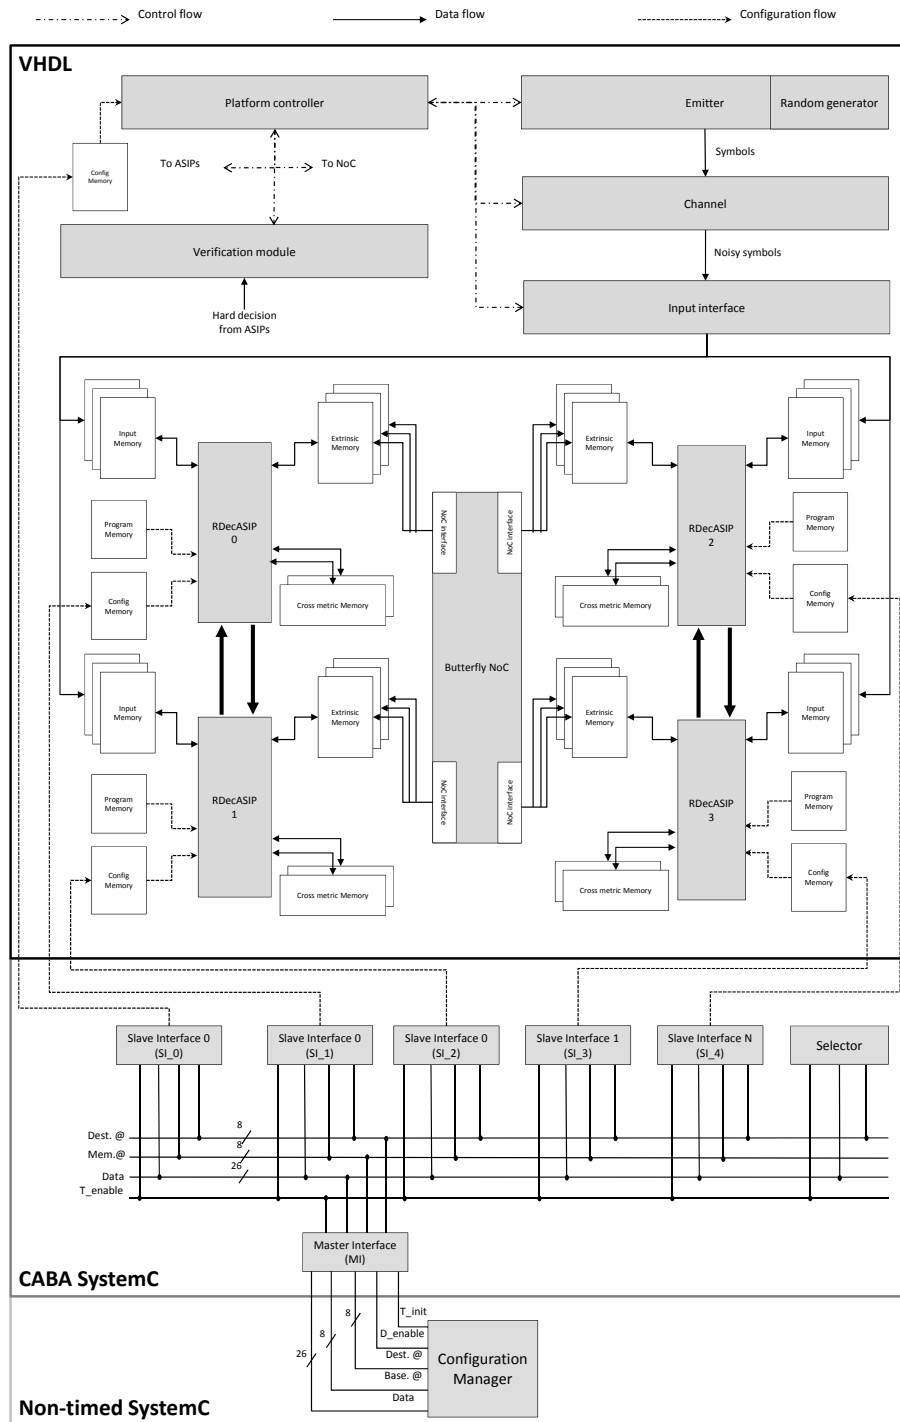 Control flow
Data flow
Configuration flow
VHDL
Platform controller
Emitter
Random generator
Config
Memory
To ASIPs
To NoC
Symbols
Channel
Verification module
Noisy symbols
Input interface
Hard decision
from ASIPs
Input
Memory
Extrinsic
Memory
Extrinsic
Memory
Input
Memory
RDecASIP
0
RDecASIP
2
Program
Memory
NoC interface
NoC interface
Program
Memory
Config
Memory
Cross metric Memory
Cross metric Memory
Config
Memory
Butterfly NoC
Input
Memory
Extrinsic
Memory
Extrinsic
Memory
Input
Memory
RDecASIP
1
RDecASIP
3
Program
Memory
NoC interface
NoC interface
Program
Memory
Config
Memory
Cross metric Memory
Cross metric Memory
Config
Memory
Slave Interface 0
(SI_0)
Slave Interface 0
(SI_1)
Slave Interface 0
(SI_2)
Slave Interface 1
(SI_3)
Slave Interface N
(SI_4)
Selector
Dest. @
8
Mem.@
8
Data
26
T_enable
Master Interface
(MI)
CABA SystemC
T_init
8
D_enable
8
Dest. @
26
Base. @
Data
Configuration
Manager
Non-timed SystemC